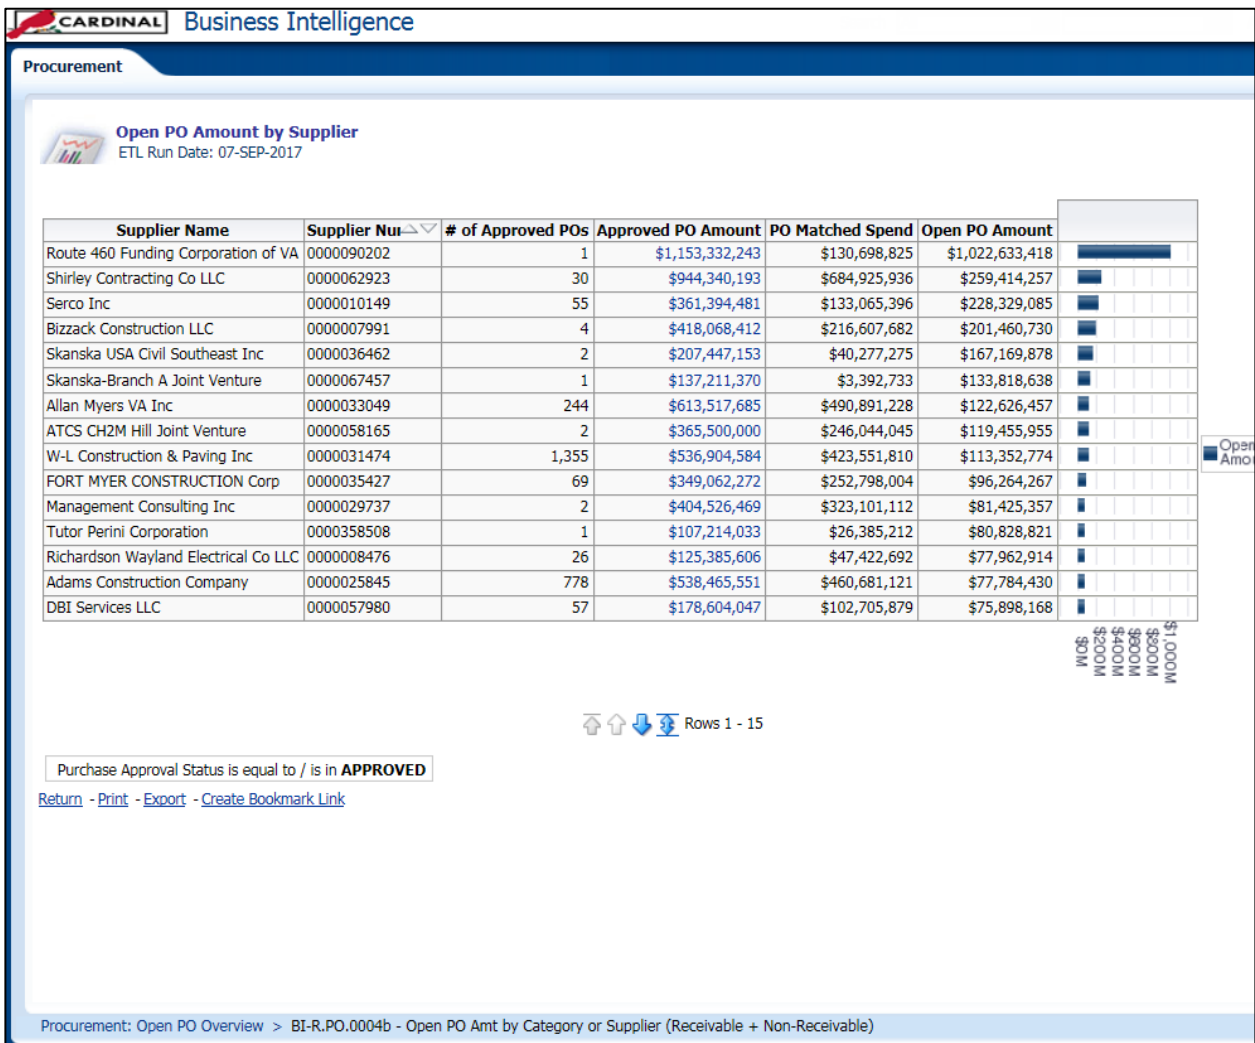 CARDINAL Business Intelligence
Procurement
Open PO Amount by Supplier
ETL Run Date: 07-SEP-2017
Supplier Name Supplier Nu # of Approved POs Approved PO Amount PO Matched Spend Open PO Amount
Route 460 Funding Corporation of VA 0000090202 1 $1,153,332,243 $130,698,825 $1,022,633,418
Shirley Contracting Co LLC 0000062923 30 $944,340,193 $684,925,936 $259,414,257
Serco Inc 0000010149 55 $361,394,481 $133,065,396 $228,329,085
Bizzack Construction LLC 0000007991 4 $418,068,412 $216,607,682 $201,460,730
Skanska USA Civil Southeast Inc 0000036462 2 $207,447,153 $40,277,275 $167,169,878
Skanska-Branch A Joint Venture 0000067457 1 $137,211,370 $3,392,733 $133,818,638
Allan Myers VA Inc 0000033049 244 $613,517,685 $490,891,228 $122,626,457
ATCS CH2M Hill Joint Venture 0000058165 2 $365,500,000 $246,044,045 $119,455,955
W-L Construction & Paving Inc 0000031474 1,355 $536,904,584 $423,551,810 $113,352,774
FORT MYER CONSTRUCTION Corp 0000035427 69 $349,062,272 $252,798,004 $96,264,267
Management Consulting Inc 0000029737 2 $404,526,469 $323,101,112 $81,425,357
Tutor Perini Corporation 0000358508 1 $107,214,033 $26,385,212 $80,828,821
Richardson Wayland Electrical Co LLC 0000008476 26 $125,385,606 $47,422,692 $77,962,914
Adams Construction Company 0000025845 778 $538,465,551 $460,681,121 $77,784,430
DBI Services LLC 0000057980 57 $178,604,047 $102,705,879 $75,898,168
Open
Amou
$0M $200M $400M $600M $800M $1,000M
Rows 1 - 15
Purchase Approval Status is equal to / is in APPROVED
Return - Print - Export - Create Bookmark Link
Procurement: Open PO Overview > BI-R.PO.0004b - Open PO Amt by Category or Supplier (Receivable + Non-Receivable)